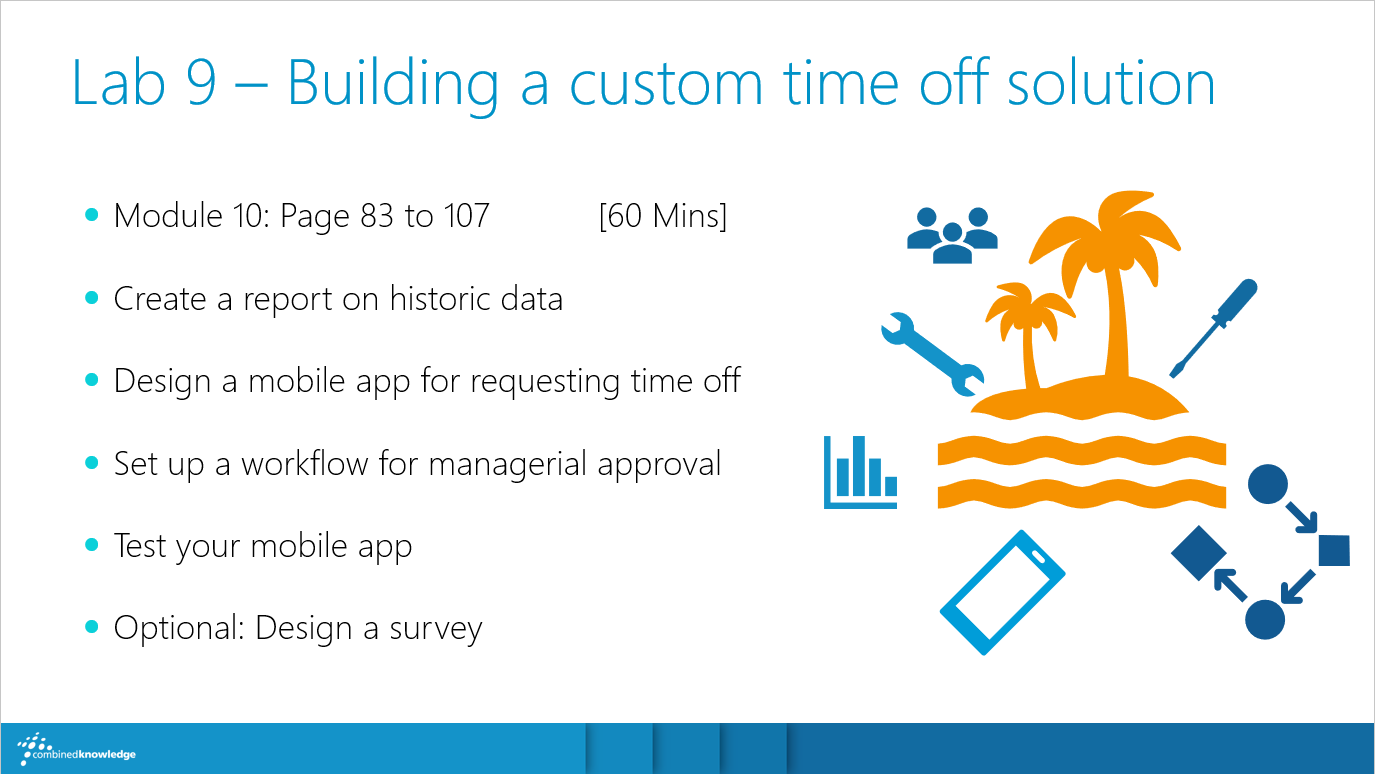 Lab 9 – Building a custom time off solution
Module 10: Page 83 to 107 [60 Mins]
Create a report on historic data
Design a mobile app for requesting time off
Set up a workflow for managerial approval
Test your mobile app
Optional: Design a survey
combinedknowledge